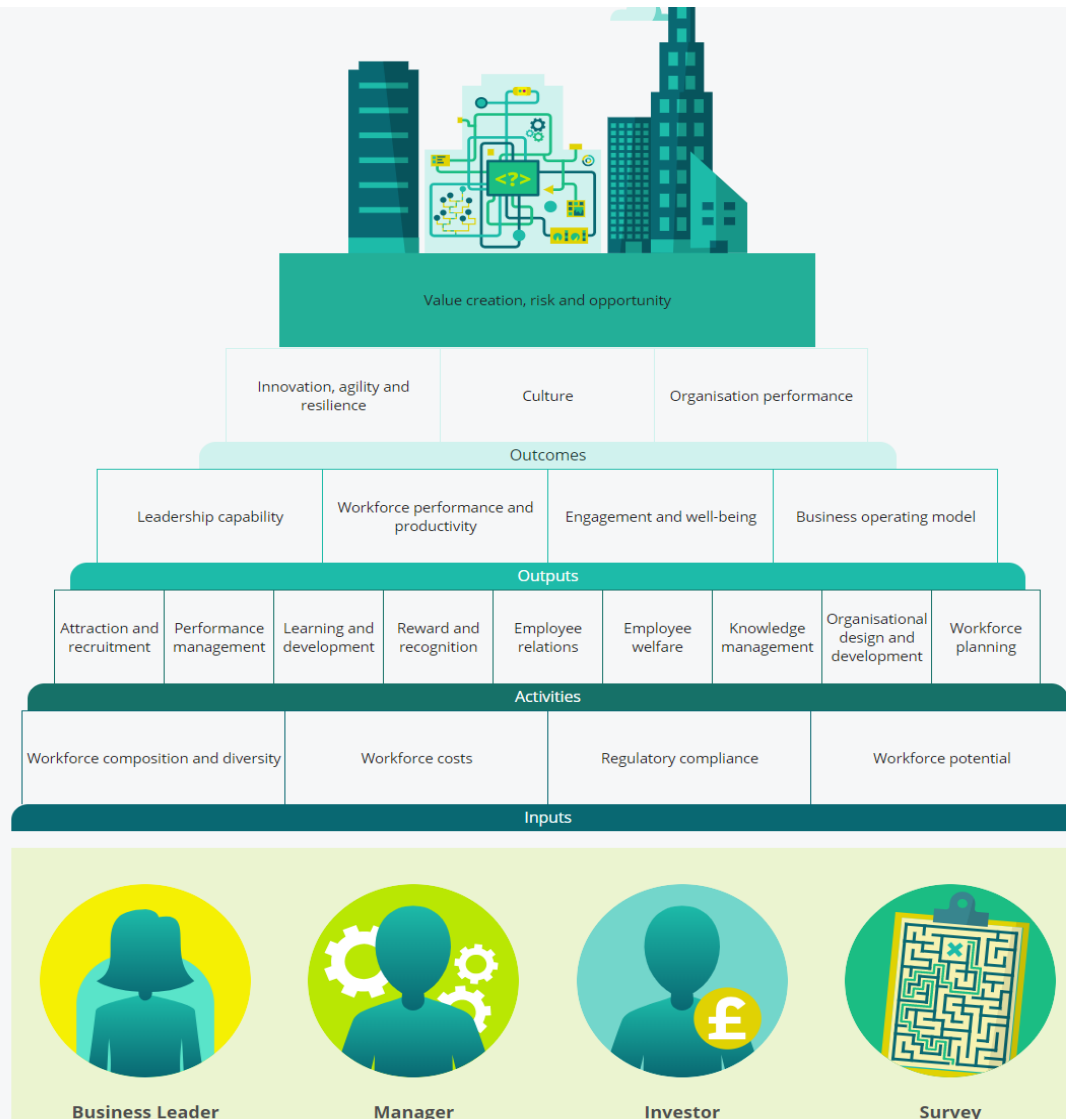 <?>
Value creation, risk and opportunity
Innovation, agility and
resilience
Culture
Organisation performance
Outcomes
Leadership capability
Workforce performance and
productivity
Engagement and well-being
Business operating model
Outputs
Attraction and
recruitment
Performance
management
Learning and
development
Reward and
recognition
Employee
relations
Employee
welfare
Knowledge
management
Organisational
design and
development
Workforce
planning
Activities
Workforce composition and diversity
Workforce costs
Regulatory compliance
Workforce potential
Inputs
£
Business Leader
Manager
Investor
Survey